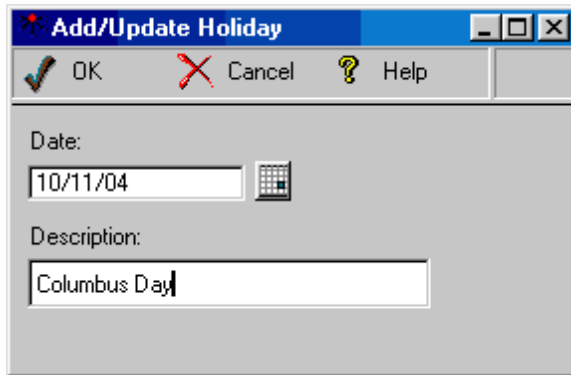 Add/Update Holiday
OK Cancel Help
Date:
10/11/04
Description:
Columbus Day